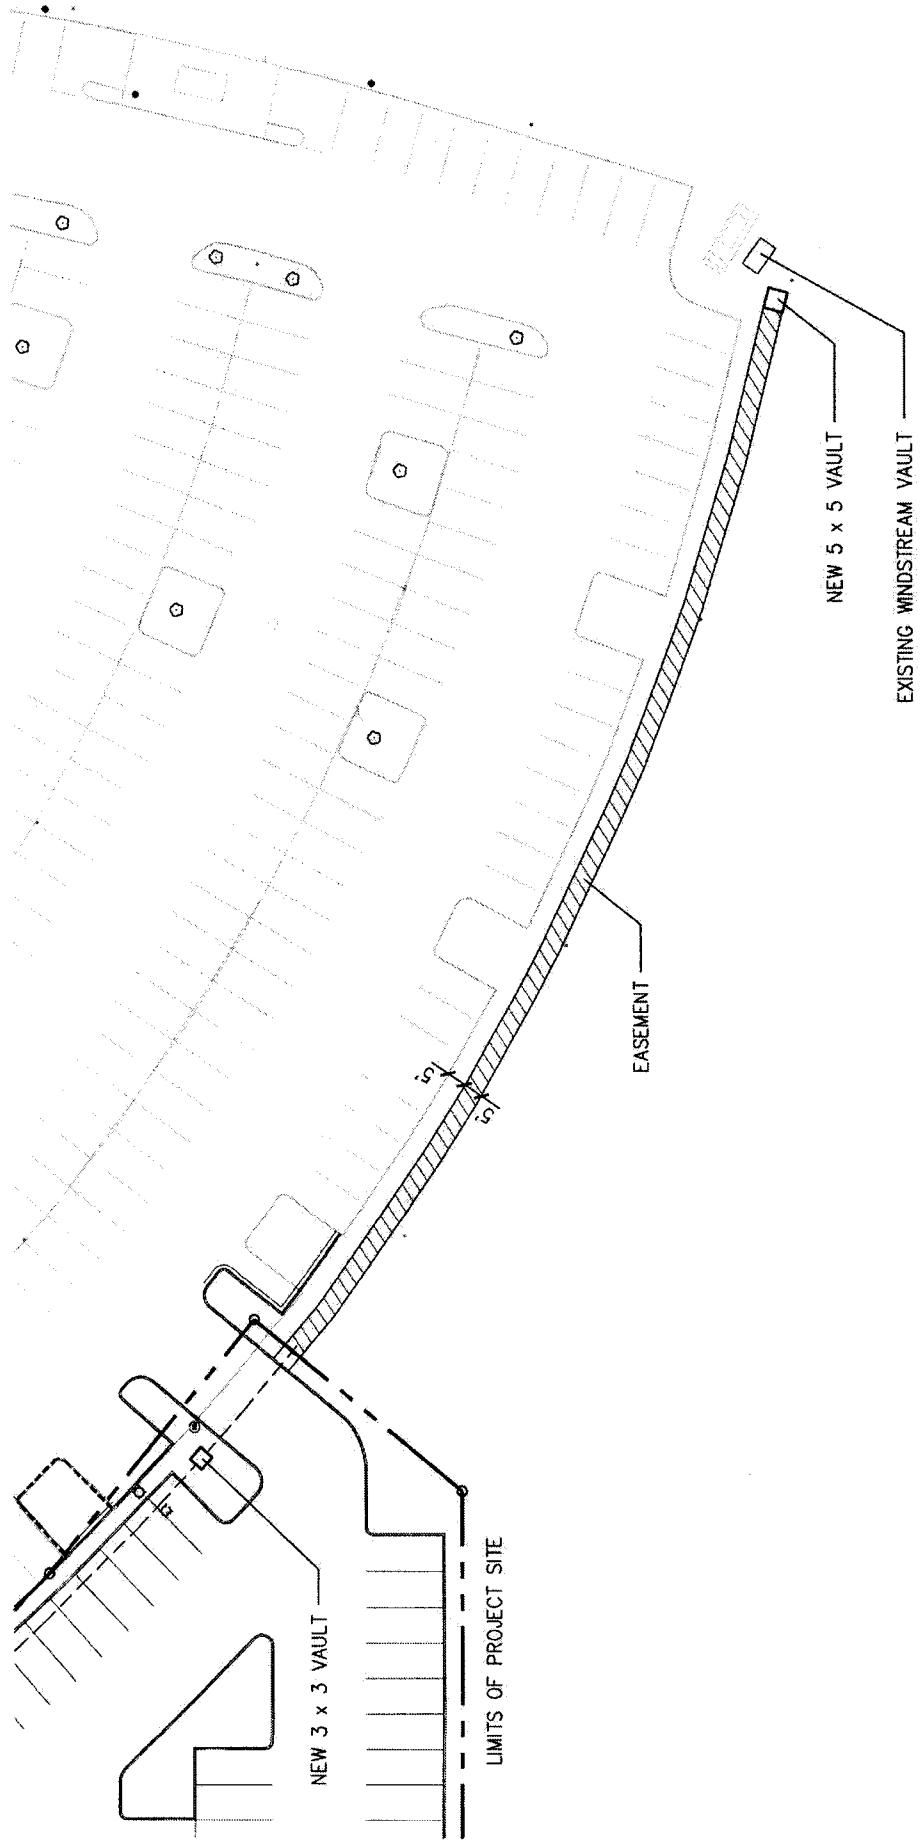 NEW 5 x 5 VAULT
EXISTING WINDSTREAM VAULT
EASEMENT
5'
5'
NEW 3 x 3 VAULT
LIMITS OF PROJECT SITE